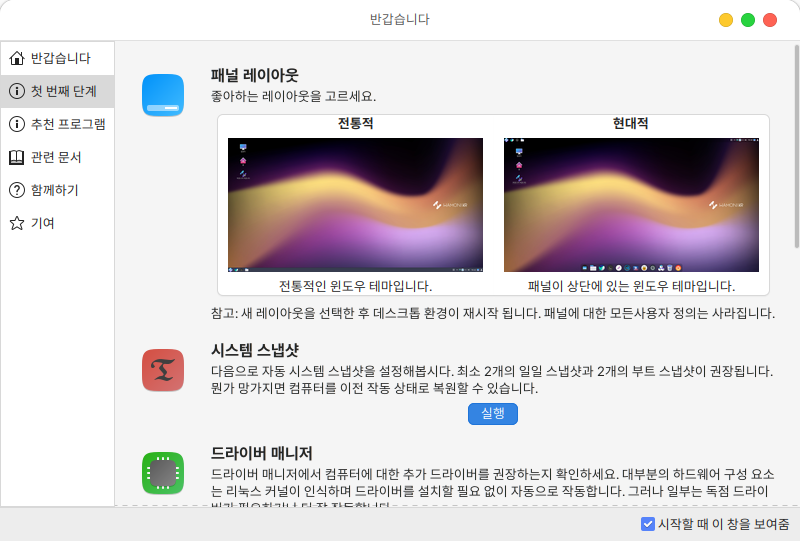 반갑습니다
반갑습니다
첫 번째 단계
추천 프로그램
관련 문서
함께하기
기여
패널 레이아웃
좋아하는 레이아웃을 고르세요.
전통적
현대적
전통적인 윈도우 테마입니다.
패널이 상단에 있는 윈도우 테마입니다.
참고: 새 레이아웃을 선택한 후 데스크톱 환경이 재시작 됩니다. 패널에 대한 모든사용자 정의는 사라집니다.
시스템 스냅샷
다음으로 자동 시스템 스냅샷을 설정해봅시다. 최소 2개의 일일 스냅샷과 2개의 부트 스냅샷이 권장됩니다.
뭔가 망가지면 컴퓨터를 이전 작동 상태로 복원할 수 있습니다.
실행
드라이버 매니저
드라이버 매니저에서 컴퓨터에 대한 추가 드라이버를 권장하는지 확인하세요. 대부분의 하드웨어 구성 요소
는 리눅스 커널이 인식하며 드라이버를 설치할 필요 없이 자동으로 작동합니다. 그러나 일부는 독점 드라이
시작할 때 이 창을 보여줌